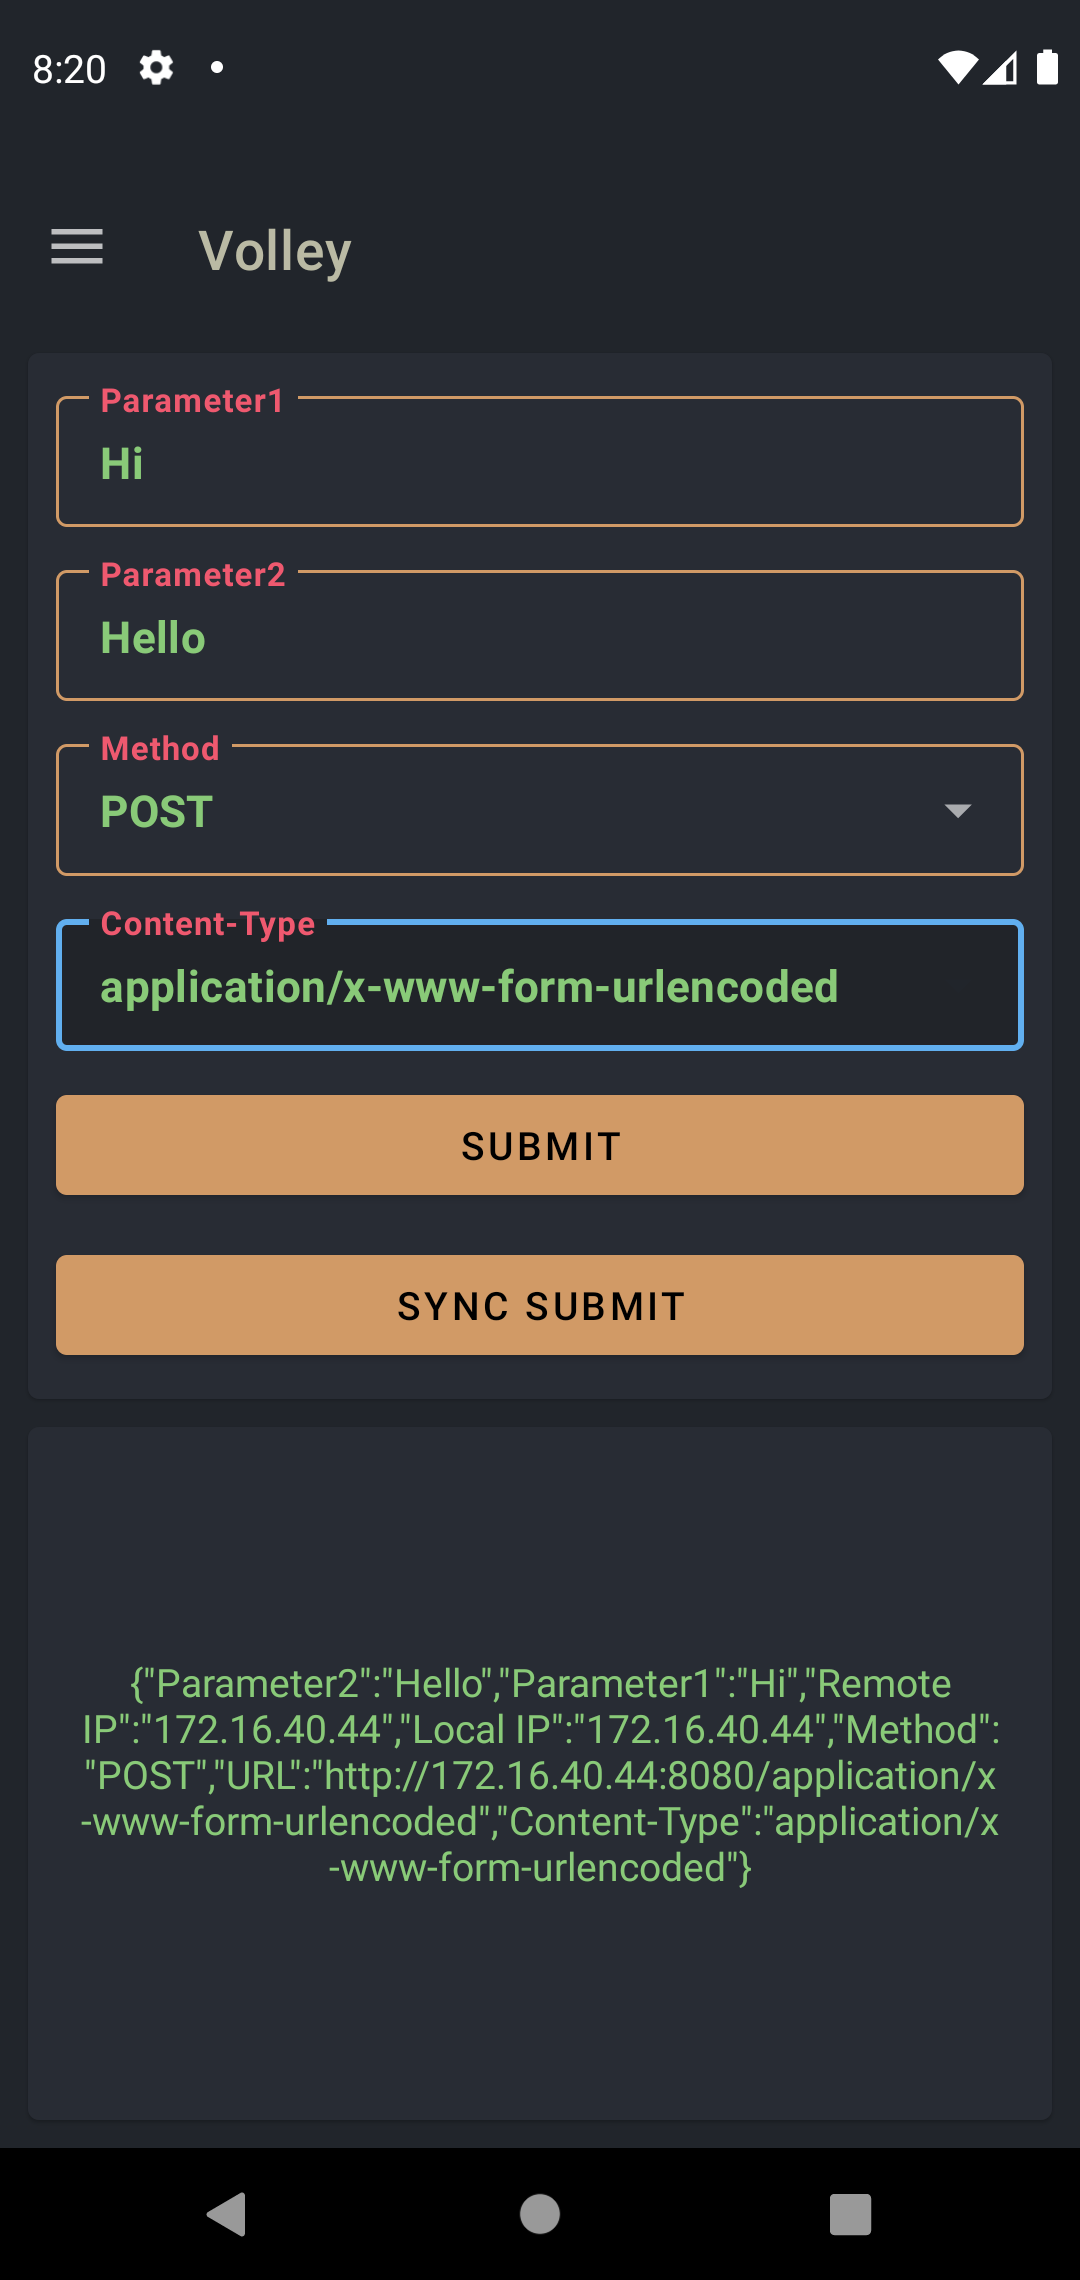 8:20
Volley
Parameter1
Hi
Parameter2
Hello
Method
POST
Content-Type
application/x-www-form-urlencoded
SUBMIT
SYNC SUBMIT
{"Parameter2":"Hello","Parameter1":"Hi","Remote
IP":"172.16.40.44","Local IP":"172.16.40.44","Method":
"POST","URL":"http://172.16.40.44:8080/application/x
-www-form-urlencoded","Content-Type":"application/x
-www-form-urlencoded"}